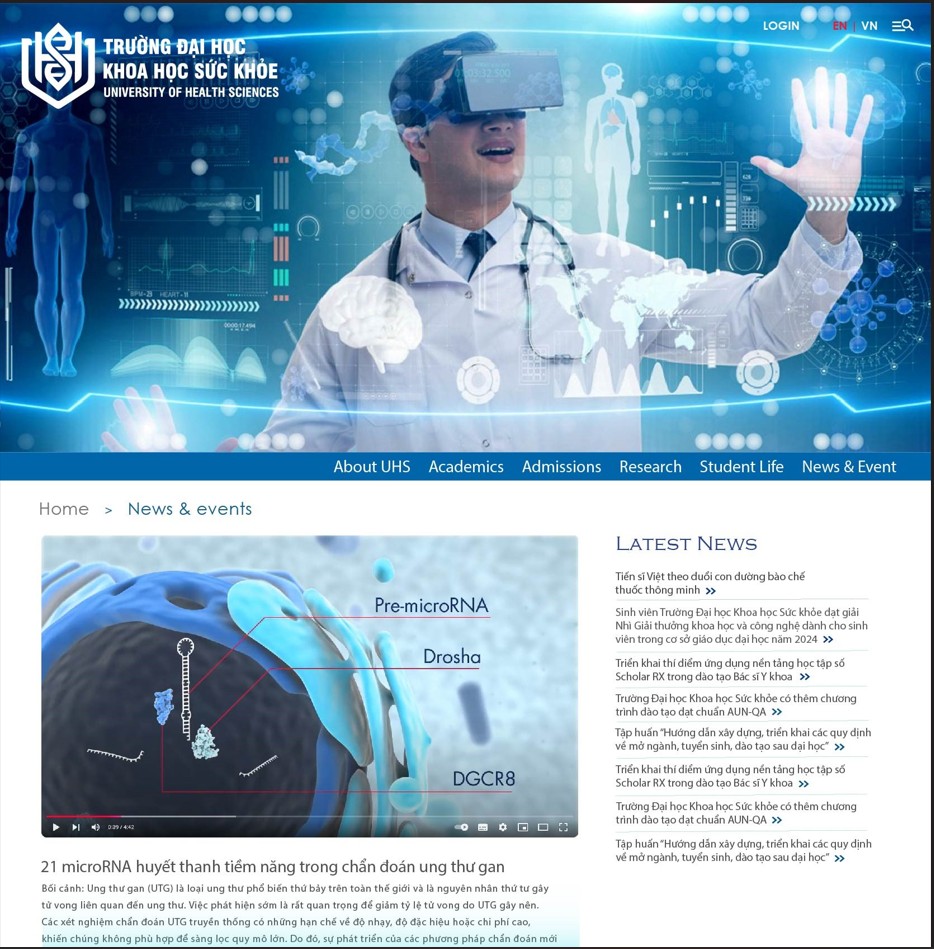 LOGIN EN | VN
TRƯỜNG ĐẠI HỌC
KHOA HỌC SỨC KHỎE
UNIVERSITY OF HEALTH SCIENCES
About UHS Academics Admissions Research Student Life News & Event
Home > News & events
Pre-microRNA
Drosha
DGCR8
0:39 / 4:42
21 microRNA huyết thanh tiềm năng trong chẩn đoán ung thư gan
Bối cảnh: Ung thư gan (UTG) là loại ung thư phổ biến thứ bảy trên toàn thế giới và là nguyên nhân thứ tư gây
tử vong liên quan đến ung thư. Việc phát hiện sớm là rất quan trọng để giảm tỷ lệ tử vong do UTG gây nên.
Các xét nghiệm chẩn đoán UTG truyền thống có những hạn chế về độ nhạy, độ đặc hiệu hoặc chi phí cao,
khiến chúng không phù hợp để sàng lọc quy mô lớn. Do đó, sự phát triển của các phương pháp chẩn đoán mới
LATEST NEWS
Tiến sĩ Việt theo đuổi con đường bào chế
thuốc thông minh
Sinh viên Trường Đại học Khoa học Sức khỏe đạt giải
Nhì Giải thưởng khoa học và công nghệ dành cho sinh
viên trong cơ sở giáo dục đại học năm 2024
Triển khai thí điểm ứng dụng nền tảng học tập số
Scholar RX trong đào tạo Bác sĩ Y khoa
Trường Đại học Khoa học Sức khỏe có thêm chương
trình đào tạo đạt chuẩn AUN-QA
Tập huấn “Hướng dẫn xây dựng, triển khai các quy định
về mở ngành, tuyển sinh, đào tạo sau đại học”
Triển khai thí điểm ứng dụng nền tảng học tập số
Scholar RX trong đào tạo Bác sĩ Y khoa
Trường Đại học Khoa học Sức khỏe có thêm chương
trình đào tạo đạt chuẩn AUN-QA
Tập huấn “Hướng dẫn xây dựng, triển khai các quy định
về mở ngành, tuyển sinh, đào tạo sau đại học”